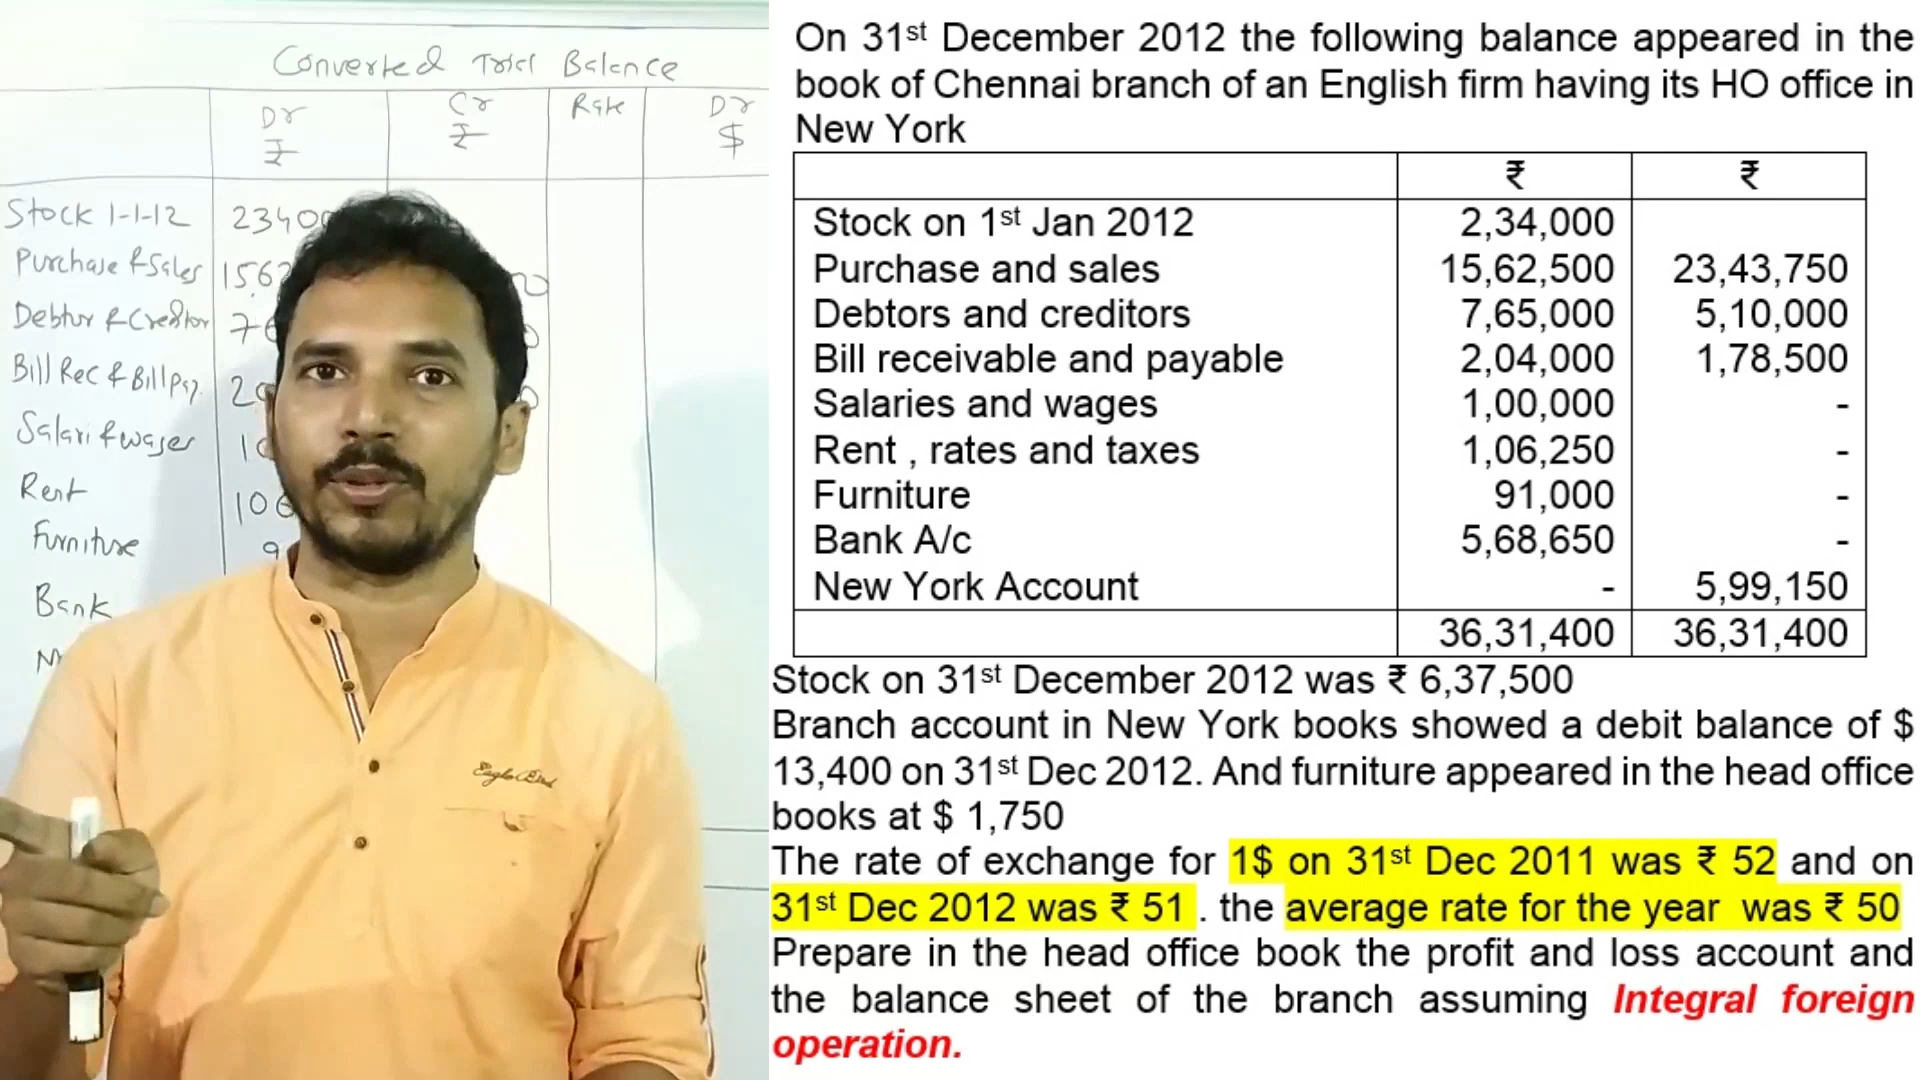 Converted Trial Balance
Dr ₹ Cr ₹ Rate Dr $
Stock 1-1-12 23400
Purchase & Sales 1562
Debtor & Creditor 76
Bill Rec & Bill Pay. 20
Salari & wages 10
Rent 106
Furniture 9
Bank
Eagle Bird
On 31st December 2012 the following balance appeared in the
book of Chennai branch of an English firm having its HO office in
New York
₹ ₹
Stock on 1st Jan 2012 2,34,000
Purchase and sales 15,62,500 23,43,750
Debtors and creditors 7,65,000 5,10,000
Bill receivable and payable 2,04,000 1,78,500
Salaries and wages 1,00,000 -
Rent , rates and taxes 1,06,250 -
Furniture 91,000 -
Bank A/c 5,68,650 -
New York Account - 5,99,150
36,31,400 36,31,400
Stock on 31st December 2012 was ₹ 6,37,500
Branch account in New York books showed a debit balance of $
13,400 on 31st Dec 2012. And furniture appeared in the head office
books at $ 1,750
The rate of exchange for 1$ on 31st Dec 2011 was ₹ 52 and on
31st Dec 2012 was ₹ 51 . the average rate for the year was ₹ 50
Prepare in the head office book the profit and loss account and
the balance sheet of the branch assuming Integral foreign
operation.